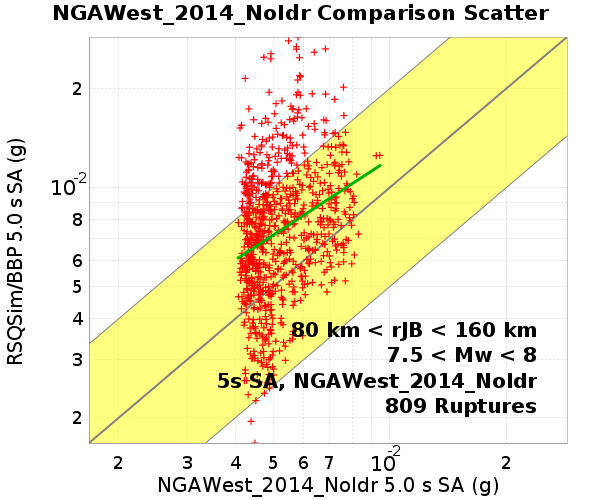 NGAWest_2014_NoIdr Comparison Scatter
RSQSim/BBP 5.0 s SA (g)
2
10-2
8
6
5
4
3
2
80 km < rJB < 160 km
7.5 < Mw < 8
5s SA, NGAWest_2014_NoIdr
809 Ruptures
2 3 4 5 6 7 10-2 2
NGAWest_2014_NoIdr 5.0 s SA (g)